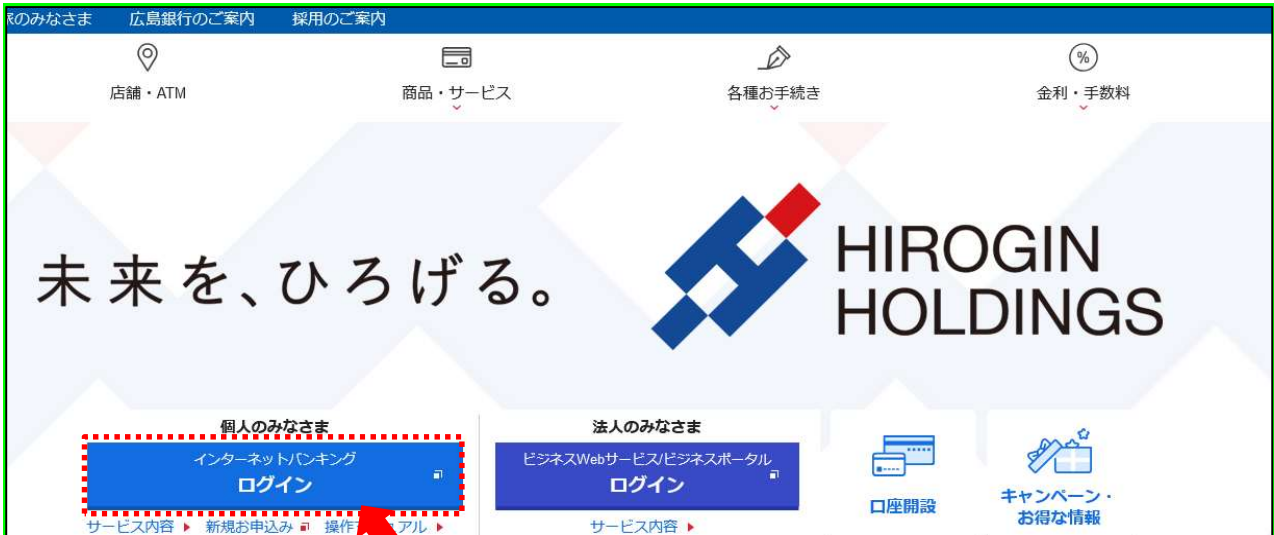 のみなさま 広島銀行のご案内 採用のご案内
店舗・ATM 商品・サービス 各種お手続き 金利・手数料
未来を、ひろげる。
HIROGIN
HOLDINGS
個人のみなさま
インターネットバンキング
ログイン
サービス内容 新規お申込み 操作 アル
法人のみなさま
ビジネスWebサービス/ビジネスポータル
ログイン
サービス内容
口座開設
キャンペーン・
お得な情報